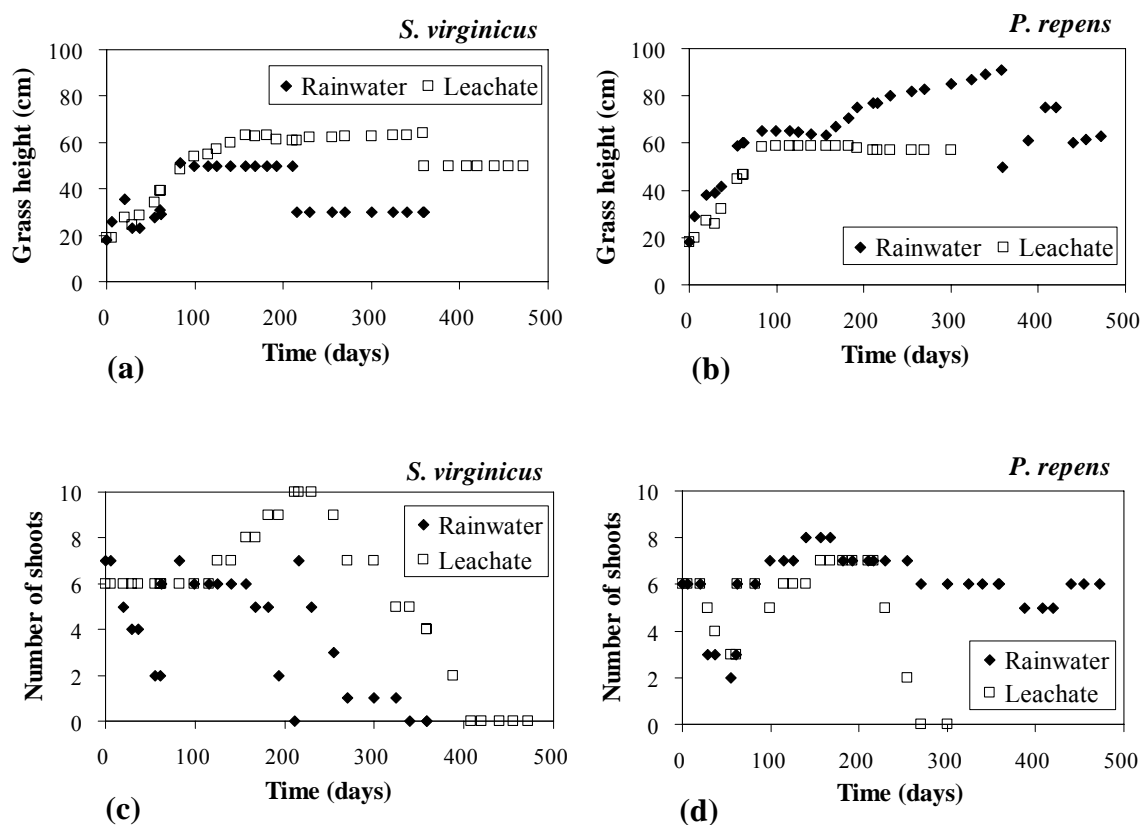 S. virginicus
100
80
60
40
20
0
Grass height (cm)
Rainwater
Leachate
0 100 200 300 400 500
Time (days)
(a)
P. repens
100
80
60
40
20
0
Grass height (cm)
Rainwater
Leachate
0 100 200 300 400 500
Time (days)
(b)
S. virginicus
10
8
6
4
2
0
Number of shoots
Rainwater
Leachate
0 100 200 300 400 500
Time (days)
(c)
P. repens
10
8
6
4
2
0
Number of shoots
Rainwater
Leachate
0 100 200 300 400 500
Time (days)
(d)